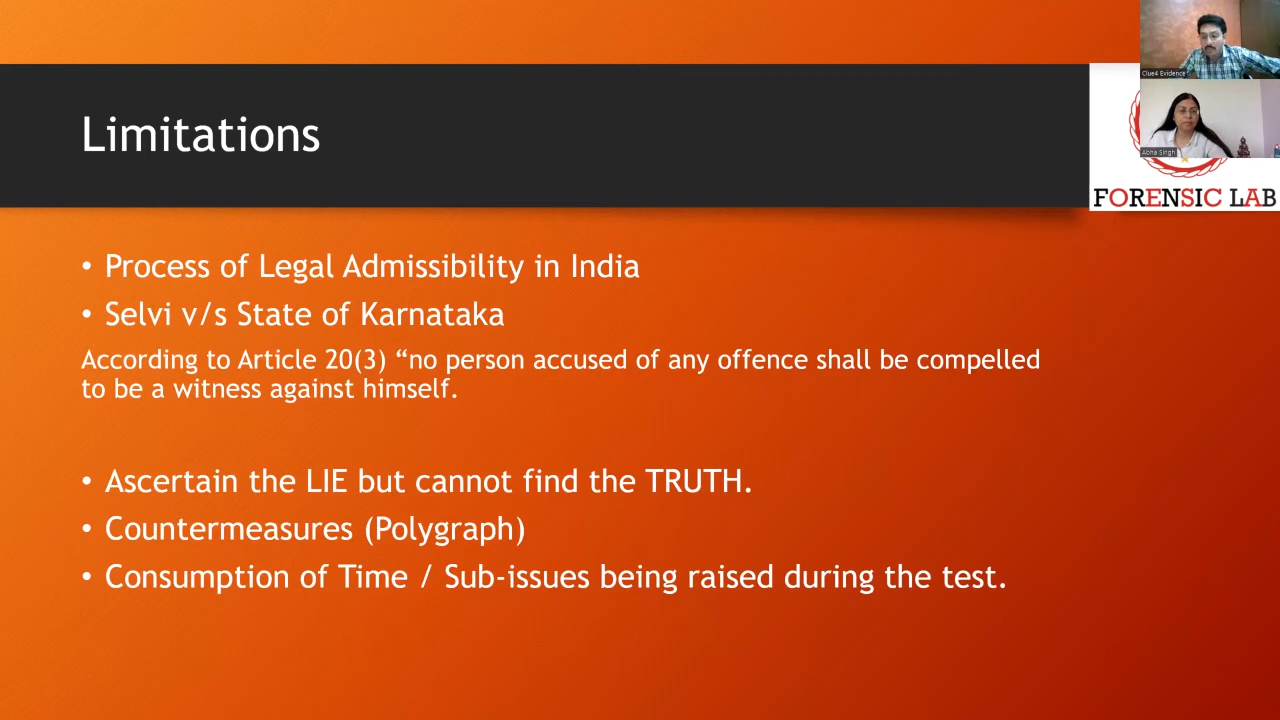 Clue4 Evidence
Limitations
Abha Singh
FORENSIC LAB
• Process of Legal Admissibility in India
• Selvi v/s State of Karnataka
According to Article 20(3) “no person accused of any offence shall be compelled
to be a witness against himself.
• Ascertain the LIE but cannot find the TRUTH.
• Countermeasures (Polygraph)
• Consumption of Time / Sub-issues being raised during the test.